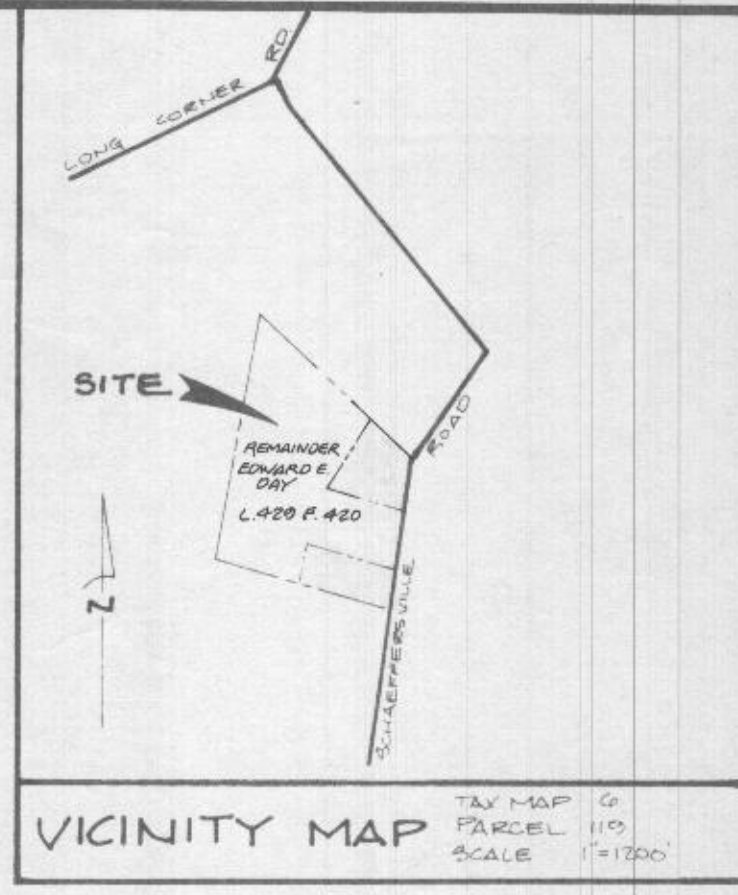 LONG CORNER RD
SITE
REMAINDER
EDWARD E.
DAY
L.420 F.420
SCHAEFFERSVILLE ROAD
N
VICINITY MAP
TAX MAP 6
PARCEL 119
SCALE 1"=1200'